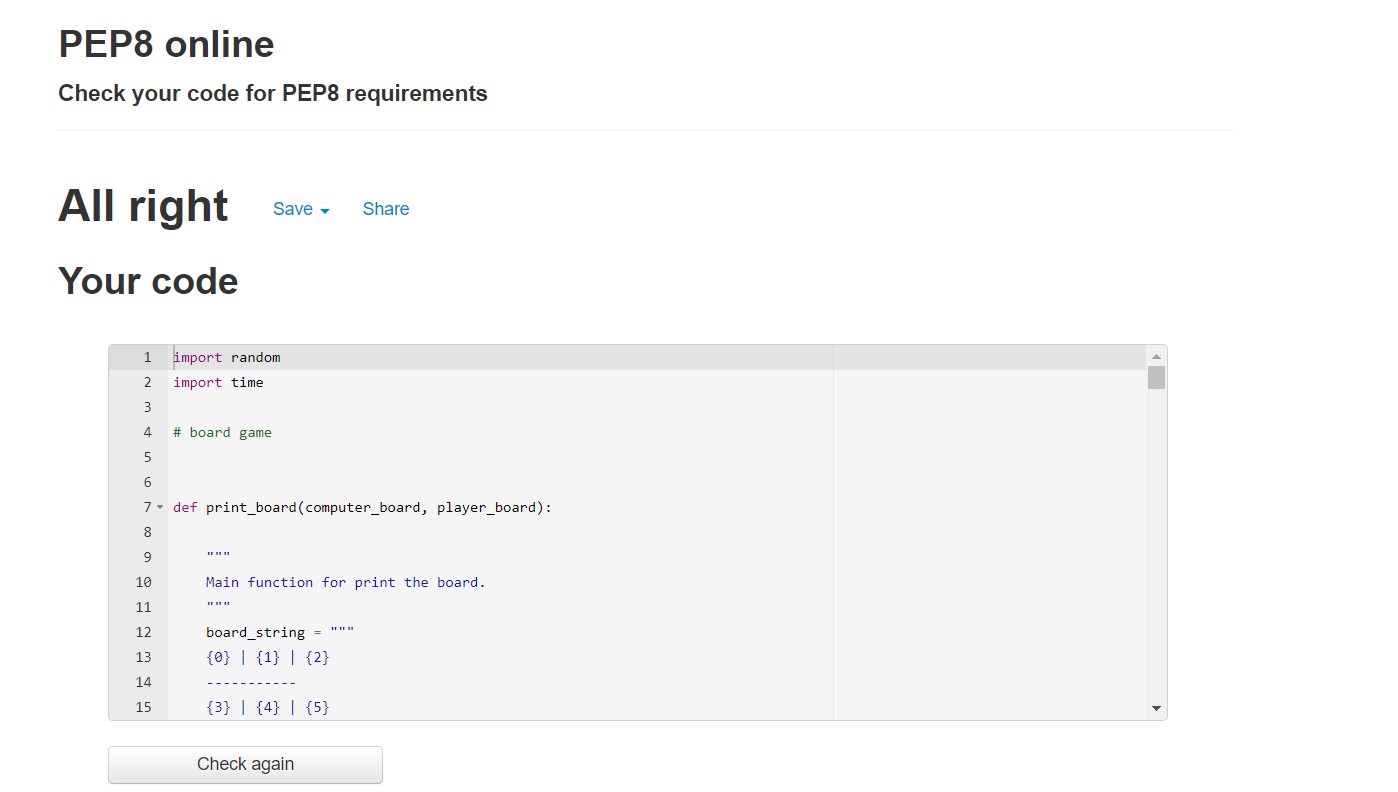 PEP8 online
Check your code for PEP8 requirements
All right Save Share
Your code
1 import random
2 import time
3
4 # board game
5
6
7 def print_board(computer_board, player_board):
8
9 """
10 Main function for print the board.
11 """
12 board_string = """
13 {0} | {1} | {2}
14 -----------
15 {3} | {4} | {5}
Check again